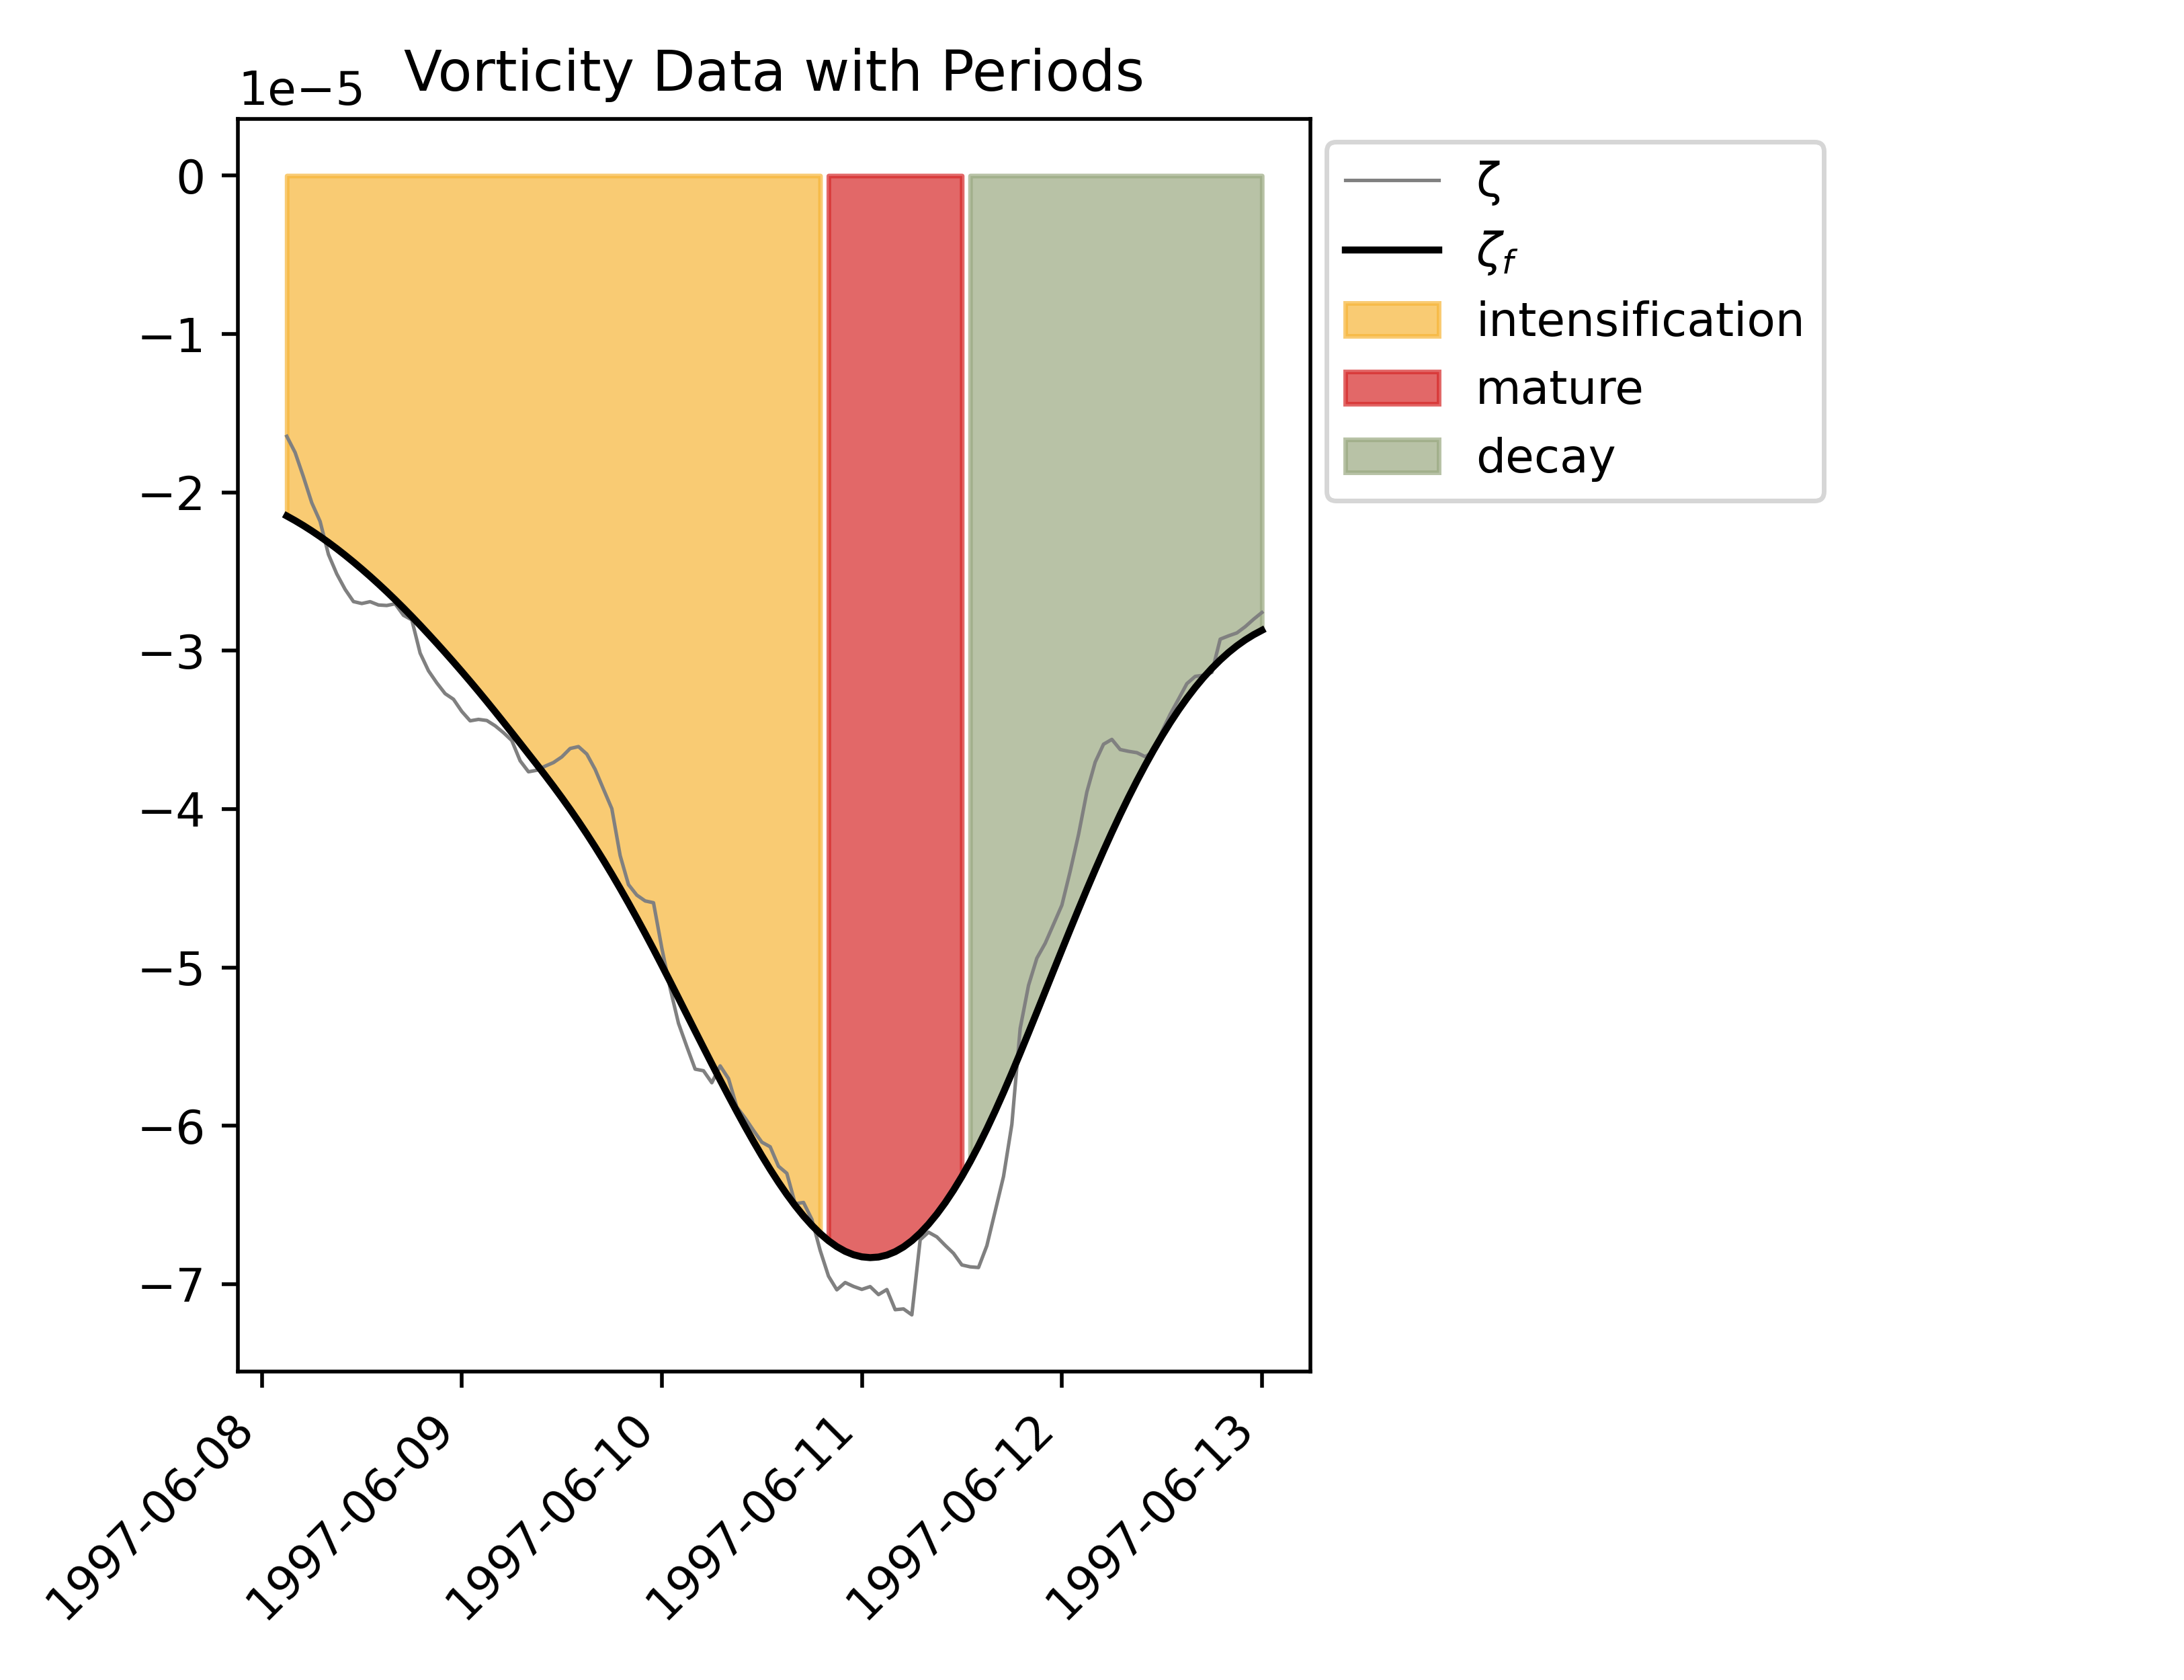 Vorticity Data with Periods
1e−5
0
−1
−2
−3
−4
−5
−6
−7
1997-06-08
1997-06-09
1997-06-10
1997-06-11
1997-06-12
1997-06-13
ζ
ζf
intensification
mature
decay